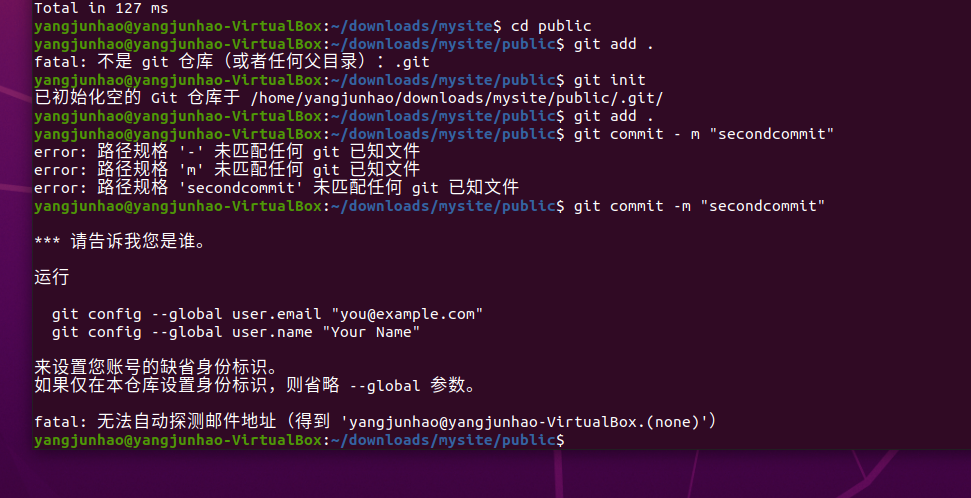 Total in 127 ms
yangjunhao@yangjunhao-VirtualBox:~/downloads/mysite$ cd public
yangjunhao@yangjunhao-VirtualBox:~/downloads/mysite/public$ git add .
fatal: 不是 git 仓库（或者任何父目录）：.git
yangjunhao@yangjunhao-VirtualBox:~/downloads/mysite/public$ git init
已初始化空的 Git 仓库于 /home/yangjunhao/downloads/mysite/public/.git/
yangjunhao@yangjunhao-VirtualBox:~/downloads/mysite/public$ git add .
yangjunhao@yangjunhao-VirtualBox:~/downloads/mysite/public$ git commit - m "secondcommit"
error: 路径规格 '-' 未匹配任何 git 已知文件
error: 路径规格 'm' 未匹配任何 git 已知文件
error: 路径规格 'secondcommit' 未匹配任何 git 已知文件
yangjunhao@yangjunhao-VirtualBox:~/downloads/mysite/public$ git commit -m "secondcommit"
*** 请告诉我您是谁。
运行
git config --global user.email "you@example.com"
git config --global user.name "Your Name"
来设置您账号的缺省身份标识。
如果仅在本仓库设置身份标识，则省略 --global 参数。
fatal: 无法自动探测邮件地址（得到 'yangjunhao@yangjunhao-VirtualBox.(none)'）
yangjunhao@yangjunhao-VirtualBox:~/downloads/mysite/public$